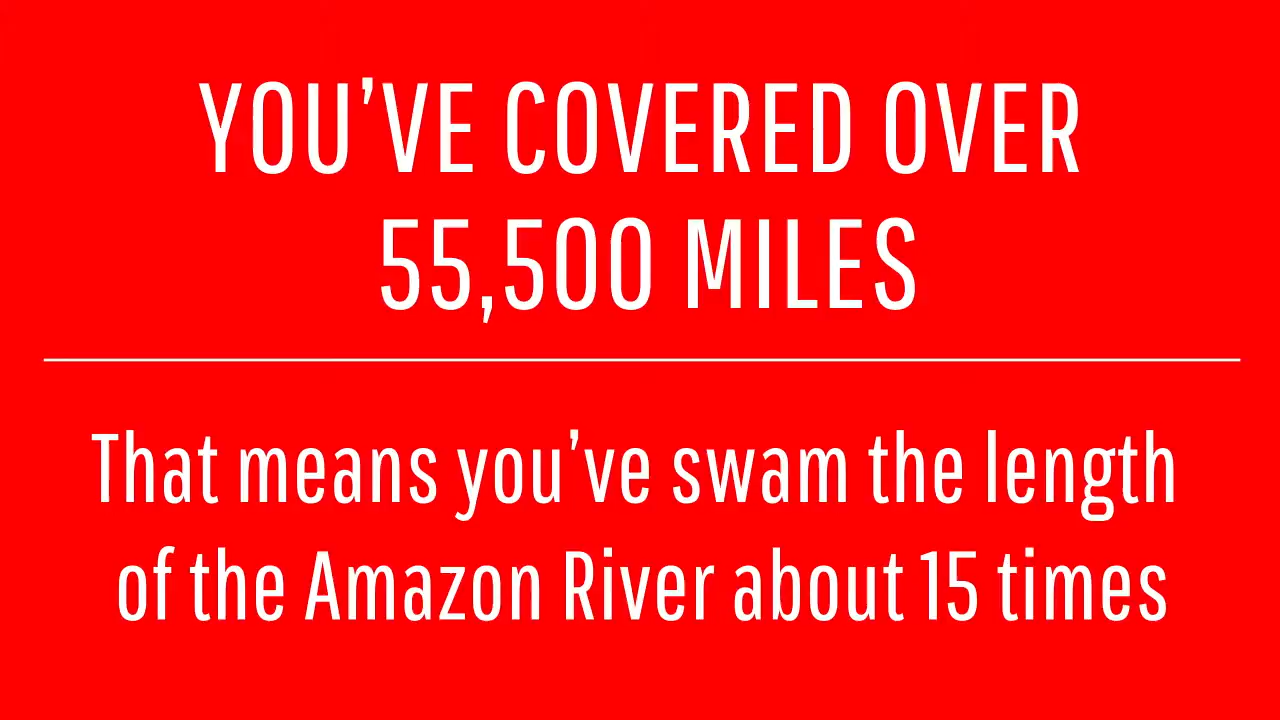 YOU’VE COVERED OVER
55,500 MILES
That means you’ve swam the length
of the Amazon River about 15 times